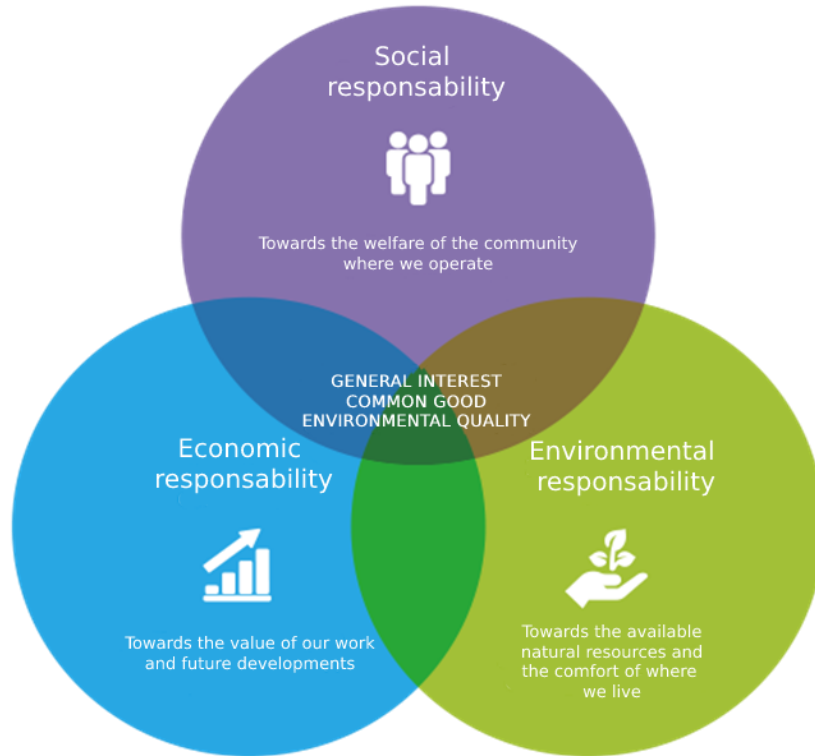 Social
responsability
Towards the welfare of the community
where we operate
GENERAL INTEREST
COMMON GOOD
ENVIRONMENTAL QUALITY
Economic
responsability
Towards the value of our work
and future developments
Environmental
responsability
Towards the available
natural resources and
the comfort of where
we live